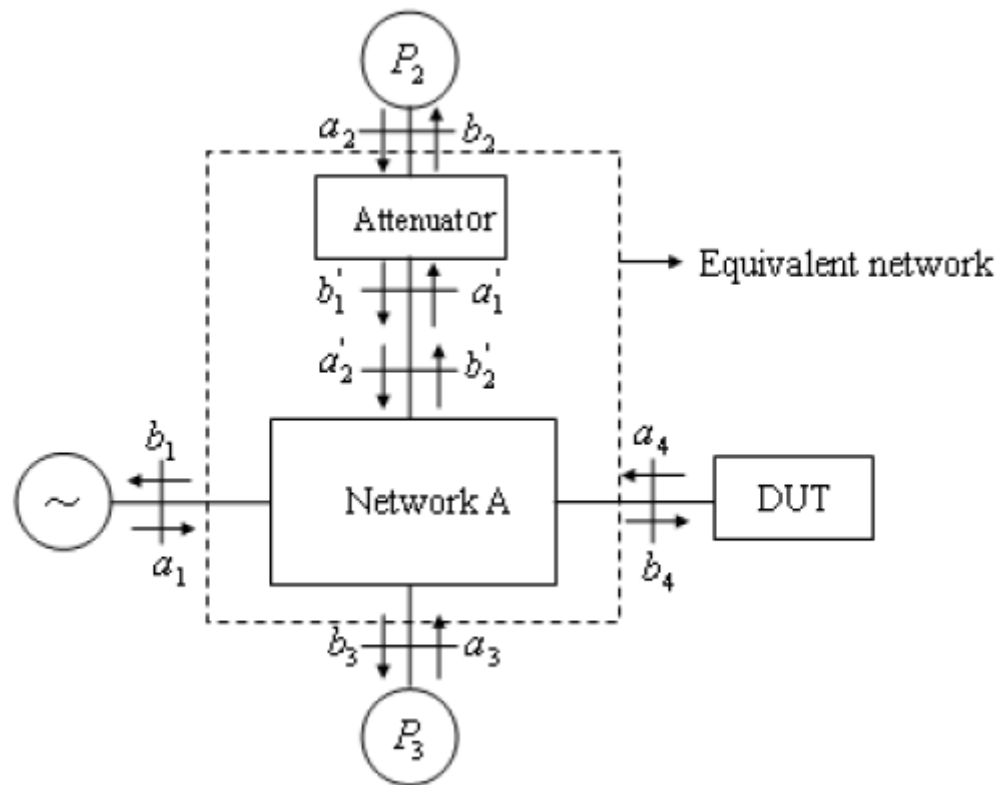 P₂
a₂ b₂
Attenuator
b₁' a₁'
Equivalent network
a₂' b₂'
b₁ a₄
~ Network A DUT
a₁ b₄
b₃ a₃
P₃